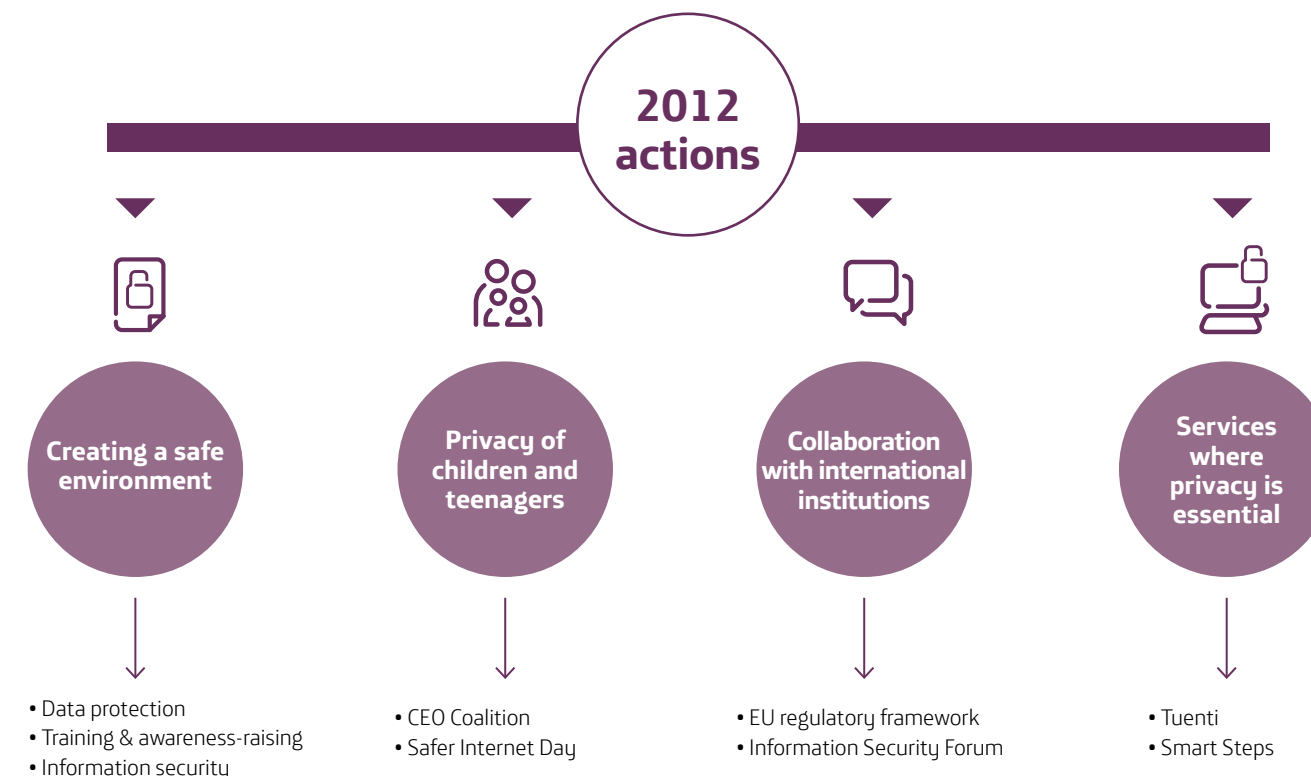 2012
actions
Creating a safe
environment
Privacy of
children and
teenagers
Collaboration
with international
institutions
Services
where
privacy is
essential
• Data protection
• Training & awareness-raising
• Information security
• CEO Coalition
• Safer Internet Day
• EU regulatory framework
• Information Security Forum
• Tuenti
• Smart Steps